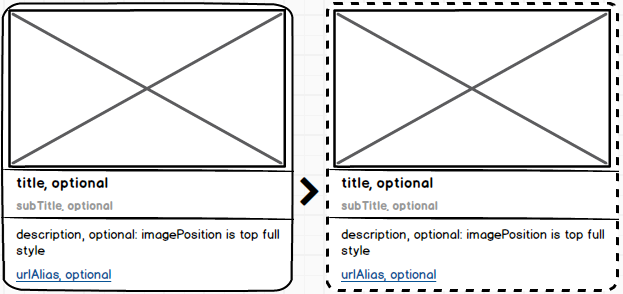 title, optional
subTitle, optional
description, optional: imagePosition is top full
style
urlAlias, optional
title, optional
subTitle, optional
description, optional: imagePosition is top full
style
urlAlias, optional